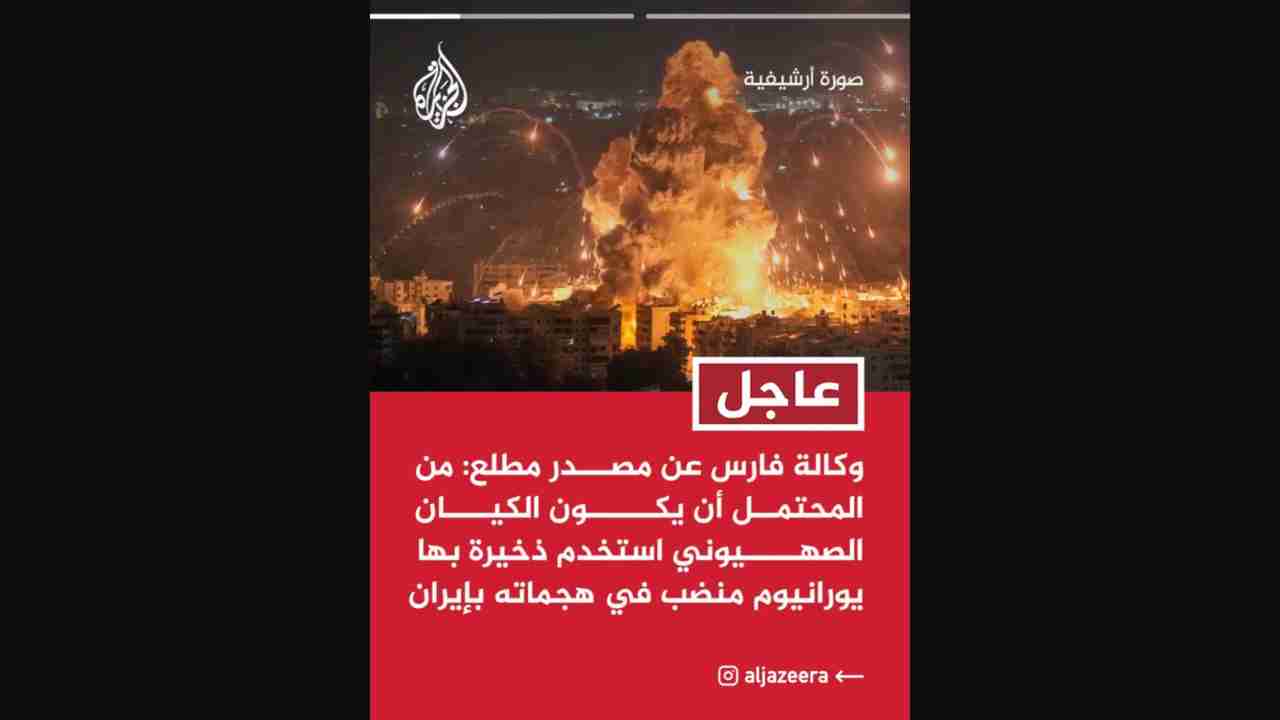 صورة أرشيفية
الجزيرة
عاجل
وكالة فارس عن مصدر مطلع: من
المحتمل أن يكون الكيان
الصهيوني استخدم ذخيرة بها
يورانيوم منضب في هجماته بإيران
aljazeera